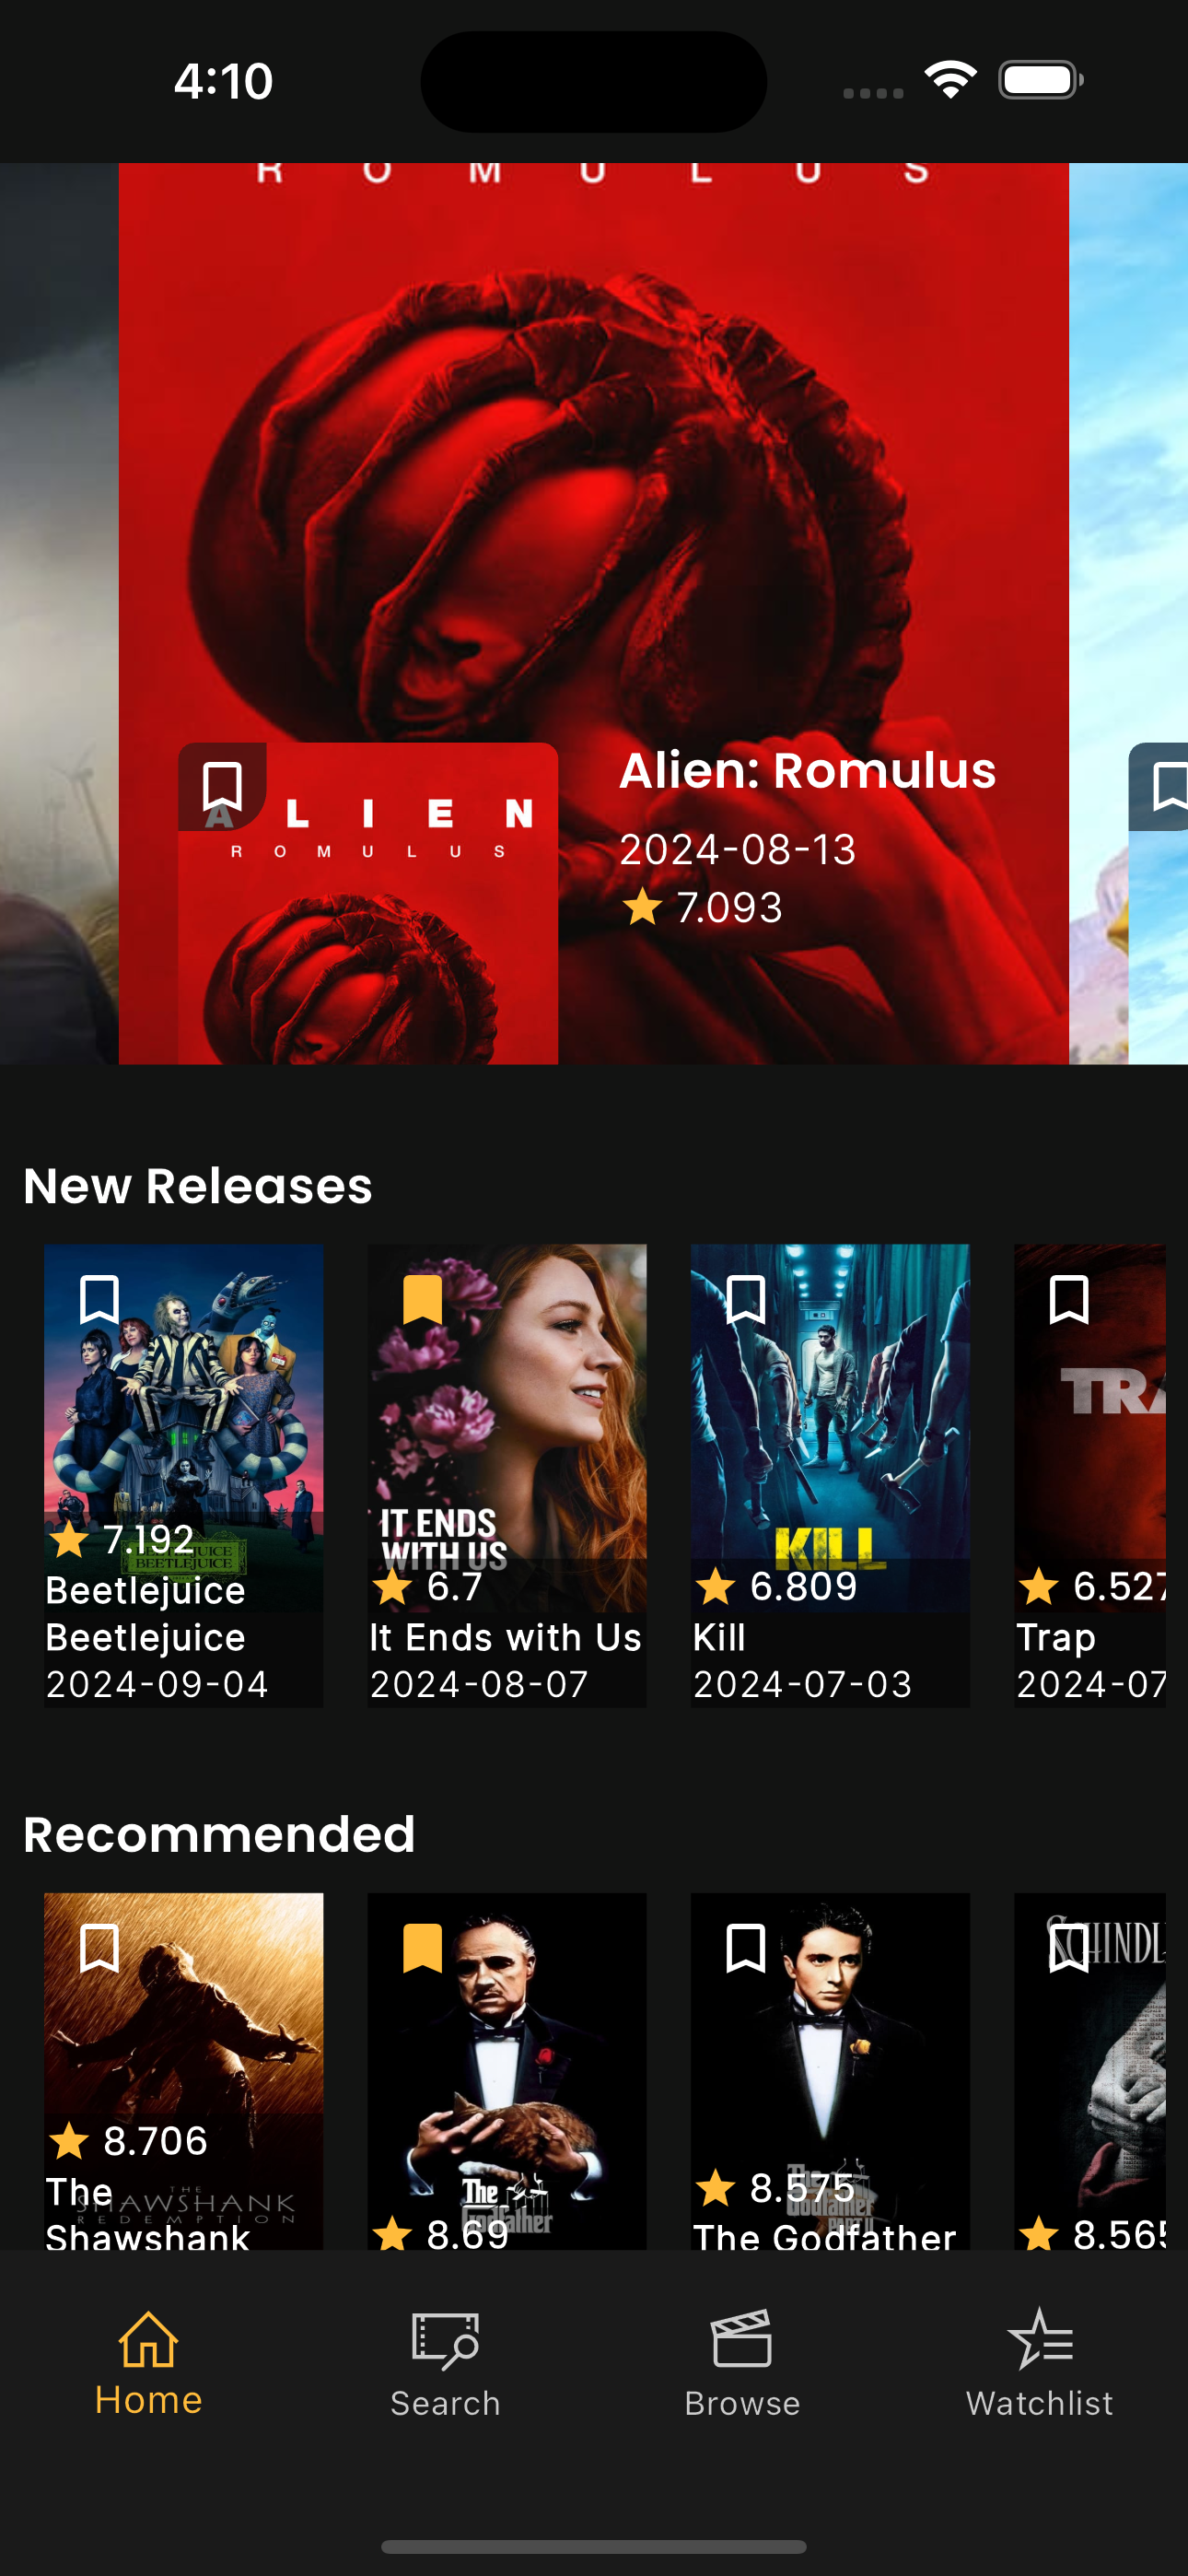 4:10
ROMULUS
ALIEN
ROMULUS
Alien: Romulus
2024-08-13
7.093
New Releases
7.192
BEETLEJUICE
BEETLEJUICE
Beetlejuice
Beetlejuice
2024-09-04
IT ENDS
WITH US
6.7
It Ends with Us
2024-08-07
KILL
6.809
Kill
2024-07-03
TRA
6.527
Trap
2024-07
Recommended
8.706
The
THE
SHAWSHANK
REDEMPTION
Shawshank
The
Godfather
8.69
The
Godfather
PART II
8.575
The Godfather
SCHINDL
8.565
Home
Search
Browse
Watchlist